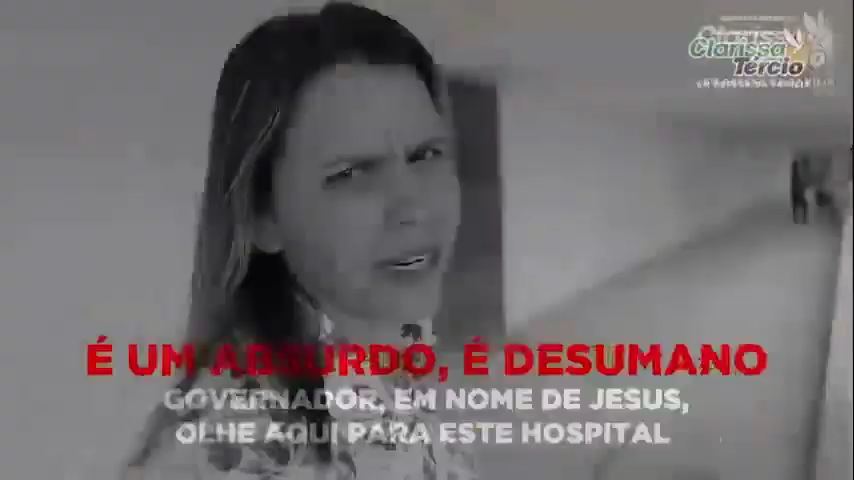 Clarissa
Tércio
É UM ABSURDO, É DESUMANO
GOVERNADOR, EM NOME DE JESUS,
OLHE AQUI PARA ESTE HOSPITAL